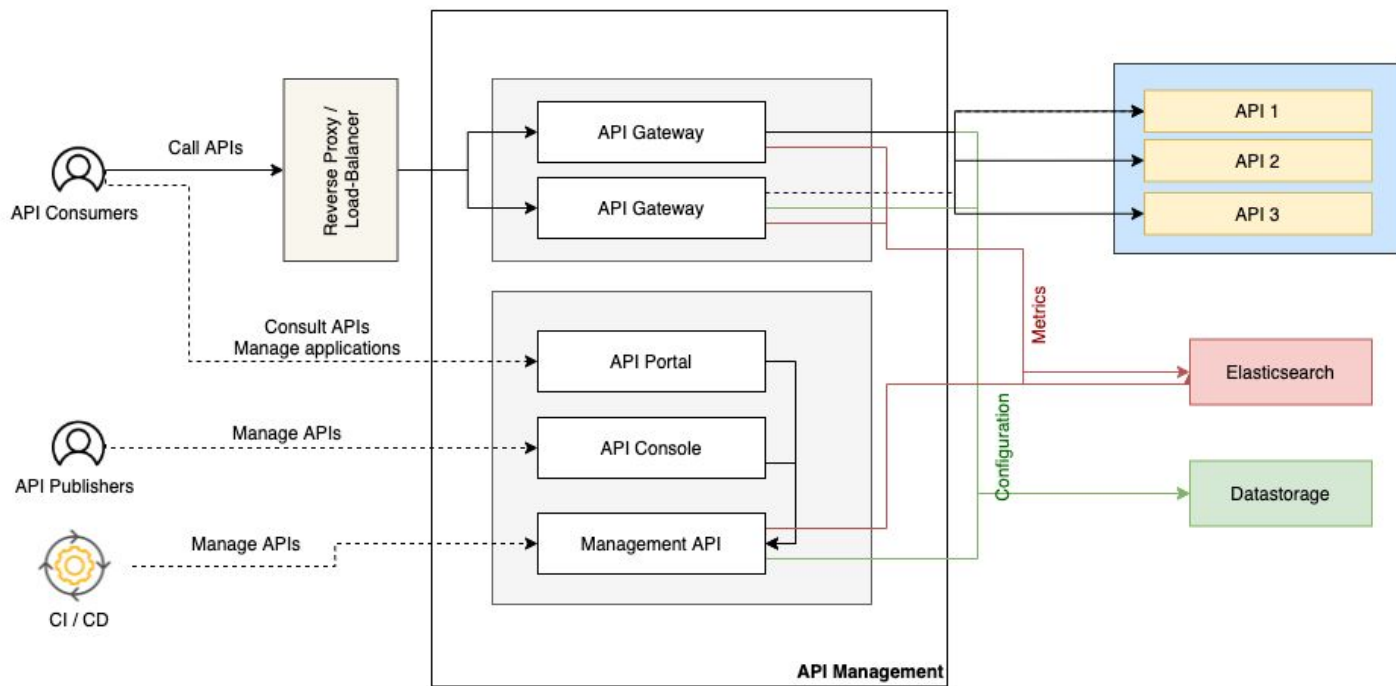 Call APIs
API Consumers
Reverse Proxy /
Load-Balancer
API Gateway
API Gateway
API 1
API 2
API 3
Consult APIs
Manage applications
API Portal
Metrics
Elasticsearch
Manage APIs
API Publishers
API Console
Configuration
Datastorage
Manage APIs
CI / CD
Management API
API Management